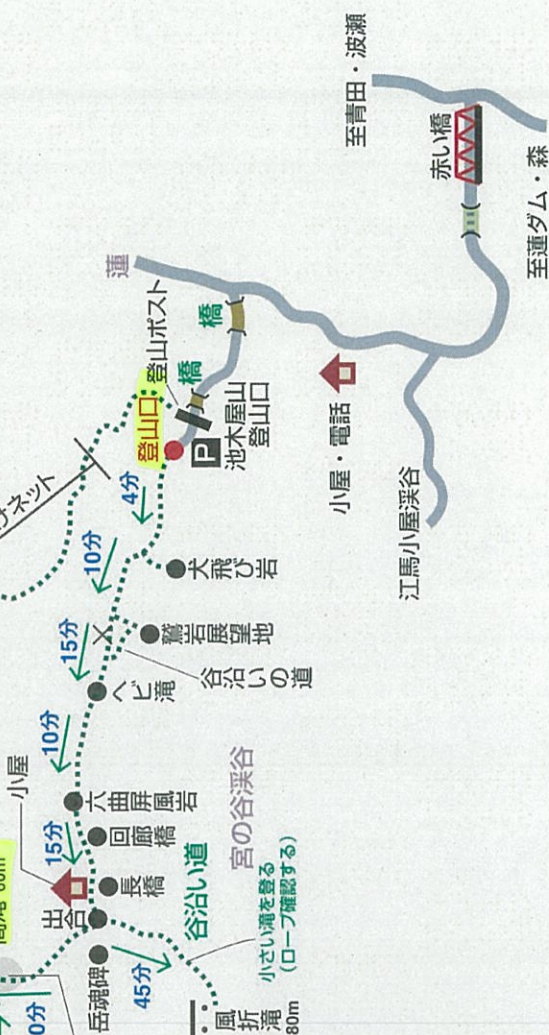 至青田・波瀬
赤い橋
至蓮ダム・森
蓮
橋
登山ポスト
橋
登山口
P
池木屋山
登山口
小屋・電話
江馬小屋渓谷
ネット
4分
10分
犬飛び岩
15分
鷲岩展望地
谷沿いの道
ヘビ滝
10分
小屋
六曲屏風岩
15分
回廊橋
宮の谷渓谷
長橋
出合
谷沿い道
小さい滝を登る
(ロープ確認する)
岳魂碑
45分
風折滝
80m